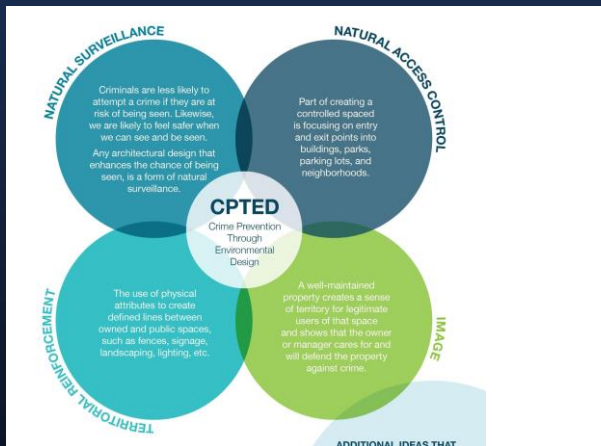 NATURAL SURVEILLANCE
Criminals are less likely to
attempt a crime if they are at
risk of being seen. Likewise,
we are likely to feel safer when
we can see and be seen.
Any architectural design that
enhances the chance of being
seen, is a form of natural
surveillance.
NATURAL ACCESS CONTROL
Part of creating a
controlled spaced
is focusing on entry
and exit points into
buildings, parks,
parking lots, and
neighborhoods.
CPTED
Crime Prevention
Through
Environmental
Design
TERRITORIAL REINFORCEMENT
The use of physical
attributes to create
defined lines between
owned and public spaces,
such as fences, signage,
landscaping, lighting, etc.
IMAGE
A well-maintained
property creates a sense
of territory for legitimate
users of that space
and shows that the owner
or manager cares for and
will defend the property
against crime.
ADDITIONAL IDEAS THAT